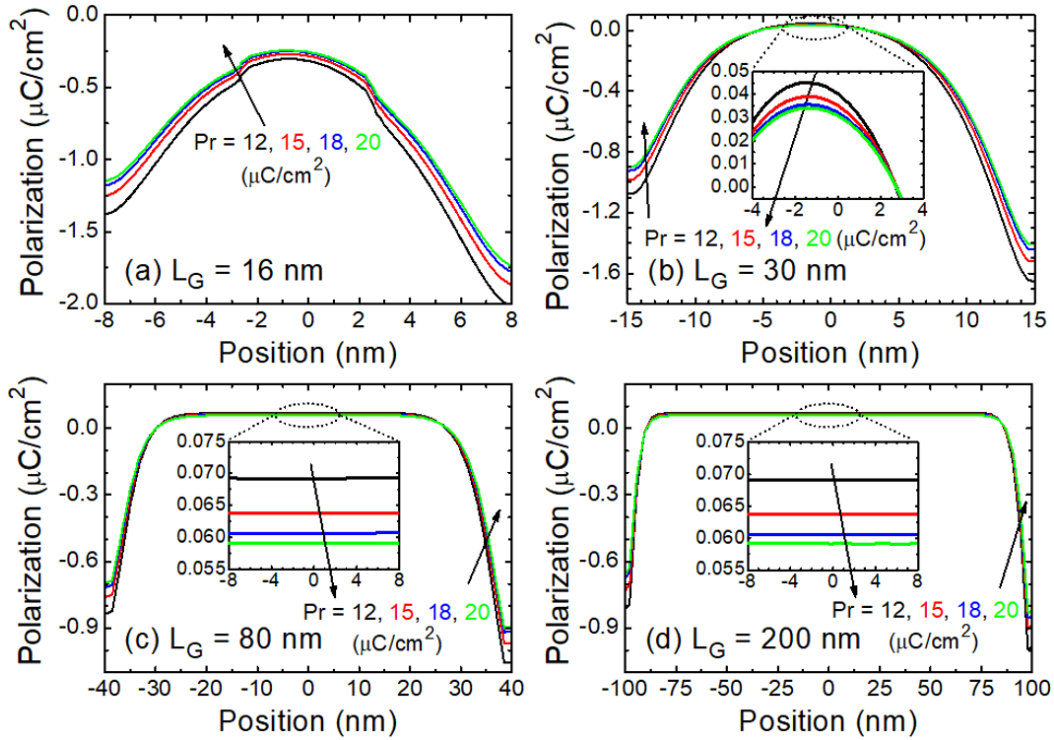 0.0
-0.5
-1.0
-1.5
-2.0
Polarization (μC/cm²)
Pr = 12, 15, 18, 20
(μC/cm²)
(a) L_G = 16 nm
-8 -6 -4 -2 0 2 4 6 8
Position (nm)
0.0
-0.4
-0.8
-1.2
-1.6
Polarization (μC/cm²)
0.05
0.04
0.03
0.02
0.01
0.00
-4 -2 0 2 4
Pr = 12, 15, 18, 20 (μC/cm²)
(b) L_G = 30 nm
-15 -10 -5 0 5 10 15
Position (nm)
0.0
-0.3
-0.6
-0.9
Polarization (μC/cm²)
0.075
0.070
0.065
0.060
0.055
-8 -4 0 4 8
Pr = 12, 15, 18, 20
(μC/cm²)
(c) L_G = 80 nm
-40 -30 -20 -10 0 10 20 30 40
Position (nm)
0.0
-0.3
-0.6
-0.9
Polarization (μC/cm²)
0.075
0.070
0.065
0.060
0.055
-8 -4 0 4 8
Pr = 12, 15, 18, 20
(μC/cm²)
(d) L_G = 200 nm
-100 -75 -50 -25 0 25 50 75 100
Position (nm)